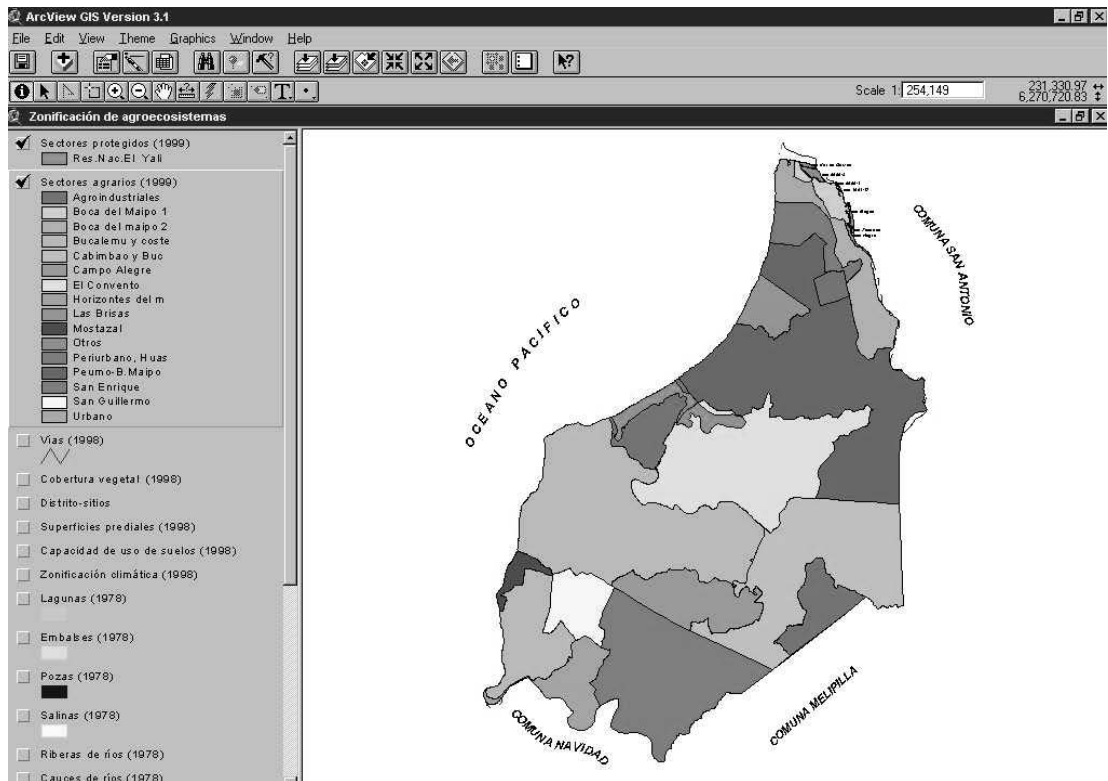 ArcView GIS Version 3.1
File Edit View Theme Graphics Window Help
Scale 1: 254,149
231,330.97
6,270,720.83
Zonificación de agroecosistemas
Sectores protegidos (1999)
Res.Nac.El Yali
Sectores agrarios (1999)
Agroindustriales
Boca del Maipo 1
Boca del maipo 2
Bucalemu y coste
Cabimbao y Buc
Campo Alegre
El Convento
Horizontes del m
Las Brisas
Mostazal
Otros
Periurbano, Huas
Peumo-B.Maipo
San Enrique
San Guillermo
Urbano
Vías (1998)
Cobertura vegetal (1998)
Distrito-sitios
Superficies prediales (1998)
Capacidad de uso de suelos (1998)
Zonificación climática (1998)
Lagunas (1978)
Embalses (1978)
Pozas (1978)
Salinas (1978)
Riberas de ríos (1978)
Cauces de ríos (1978)
OCEANO PACIFICO
COMUNA SAN ANTONIO
COMUNA NAVIDAD
COMUNA MELIPILLA